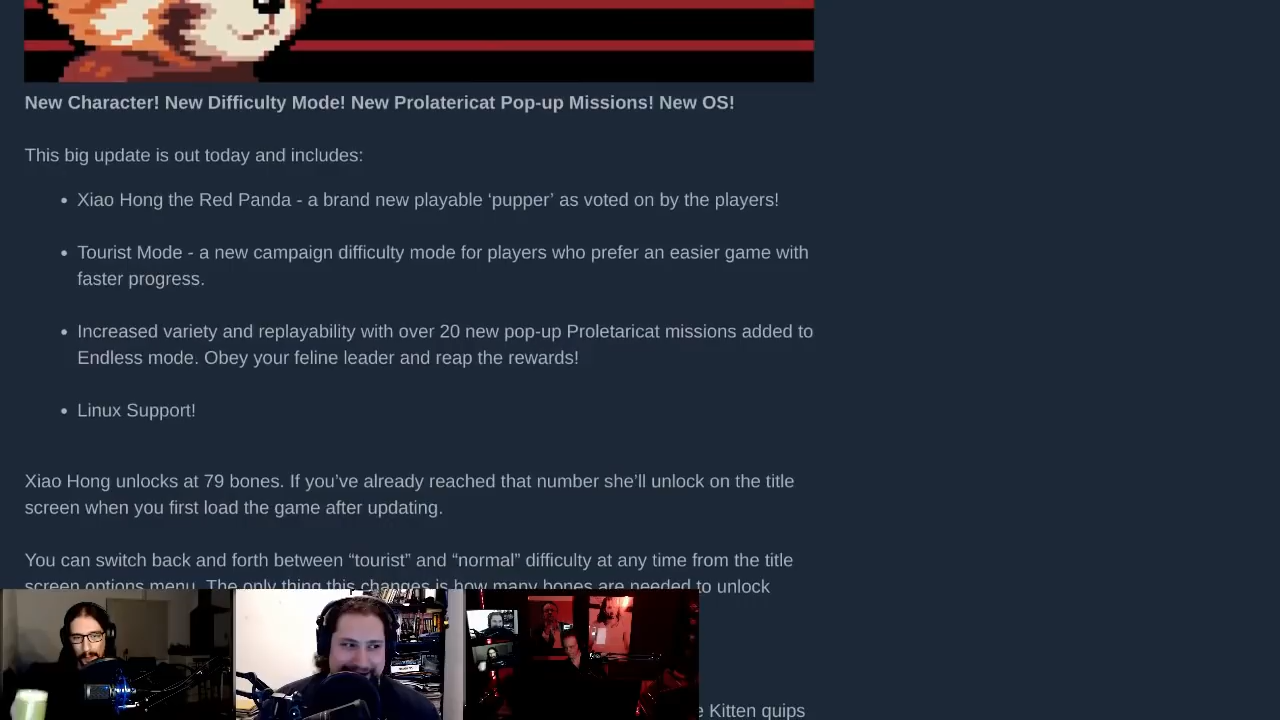 New Character! New Difficulty Mode! New Prolatericat Pop-up Missions! New OS!
This big update is out today and includes:
• Xiao Hong the Red Panda - a brand new playable ‘pupper’ as voted on by the players!
• Tourist Mode - a new campaign difficulty mode for players who prefer an easier game with
faster progress.
• Increased variety and replayability with over 20 new pop-up Proletaricat missions added to
Endless mode. Obey your feline leader and reap the rewards!
• Linux Support!
Xiao Hong unlocks at 79 bones. If you’ve already reached that number she’ll unlock on the title
screen when you first load the game after updating.
You can switch back and forth between “tourist” and “normal” difficulty at any time from the title
screen options menu. The only thing this changes is how many bones are needed to unlock
Kitten quips